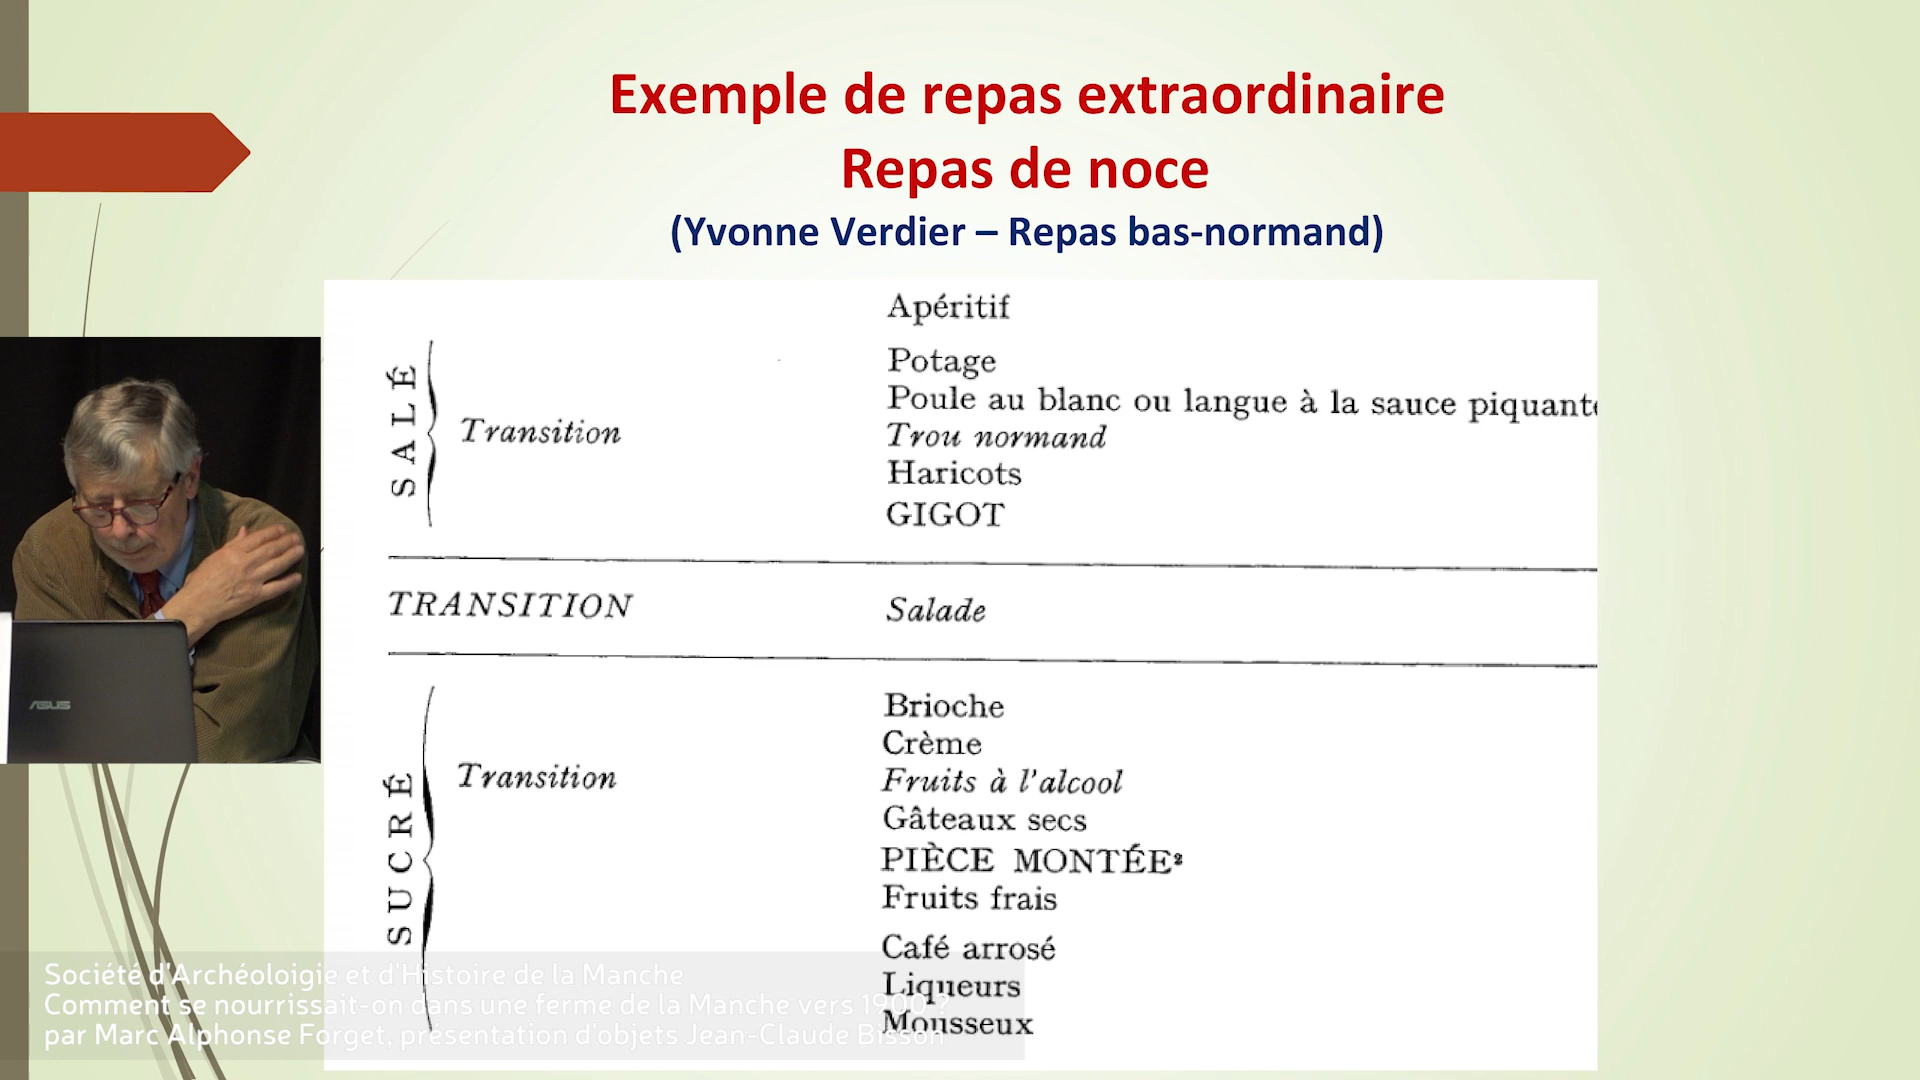 Exemple de repas extraordinaire
Repas de noce
(Yvonne Verdier – Repas bas-normand)
Apéritif
SALÉ
Potage
Poule au blanc ou langue à la sauce piquante
Transition
Trou normand
Haricots
GIGOT
TRANSITION
Salade
SUCRÉ
Brioche
Crème
Transition
Fruits à l'alcool
Gâteaux secs
PIÈCE MONTÉE²
Fruits frais
Café arrosé
Liqueurs
Mousseux
ASUS
Société d'Archéoloigie et d'Histoire de la Manche
Comment se nourrissait-on dans une ferme de la Manche vers 1900 ?
par Marc Alphonse Forget, présentation d'objets Jean-Claude Bisson